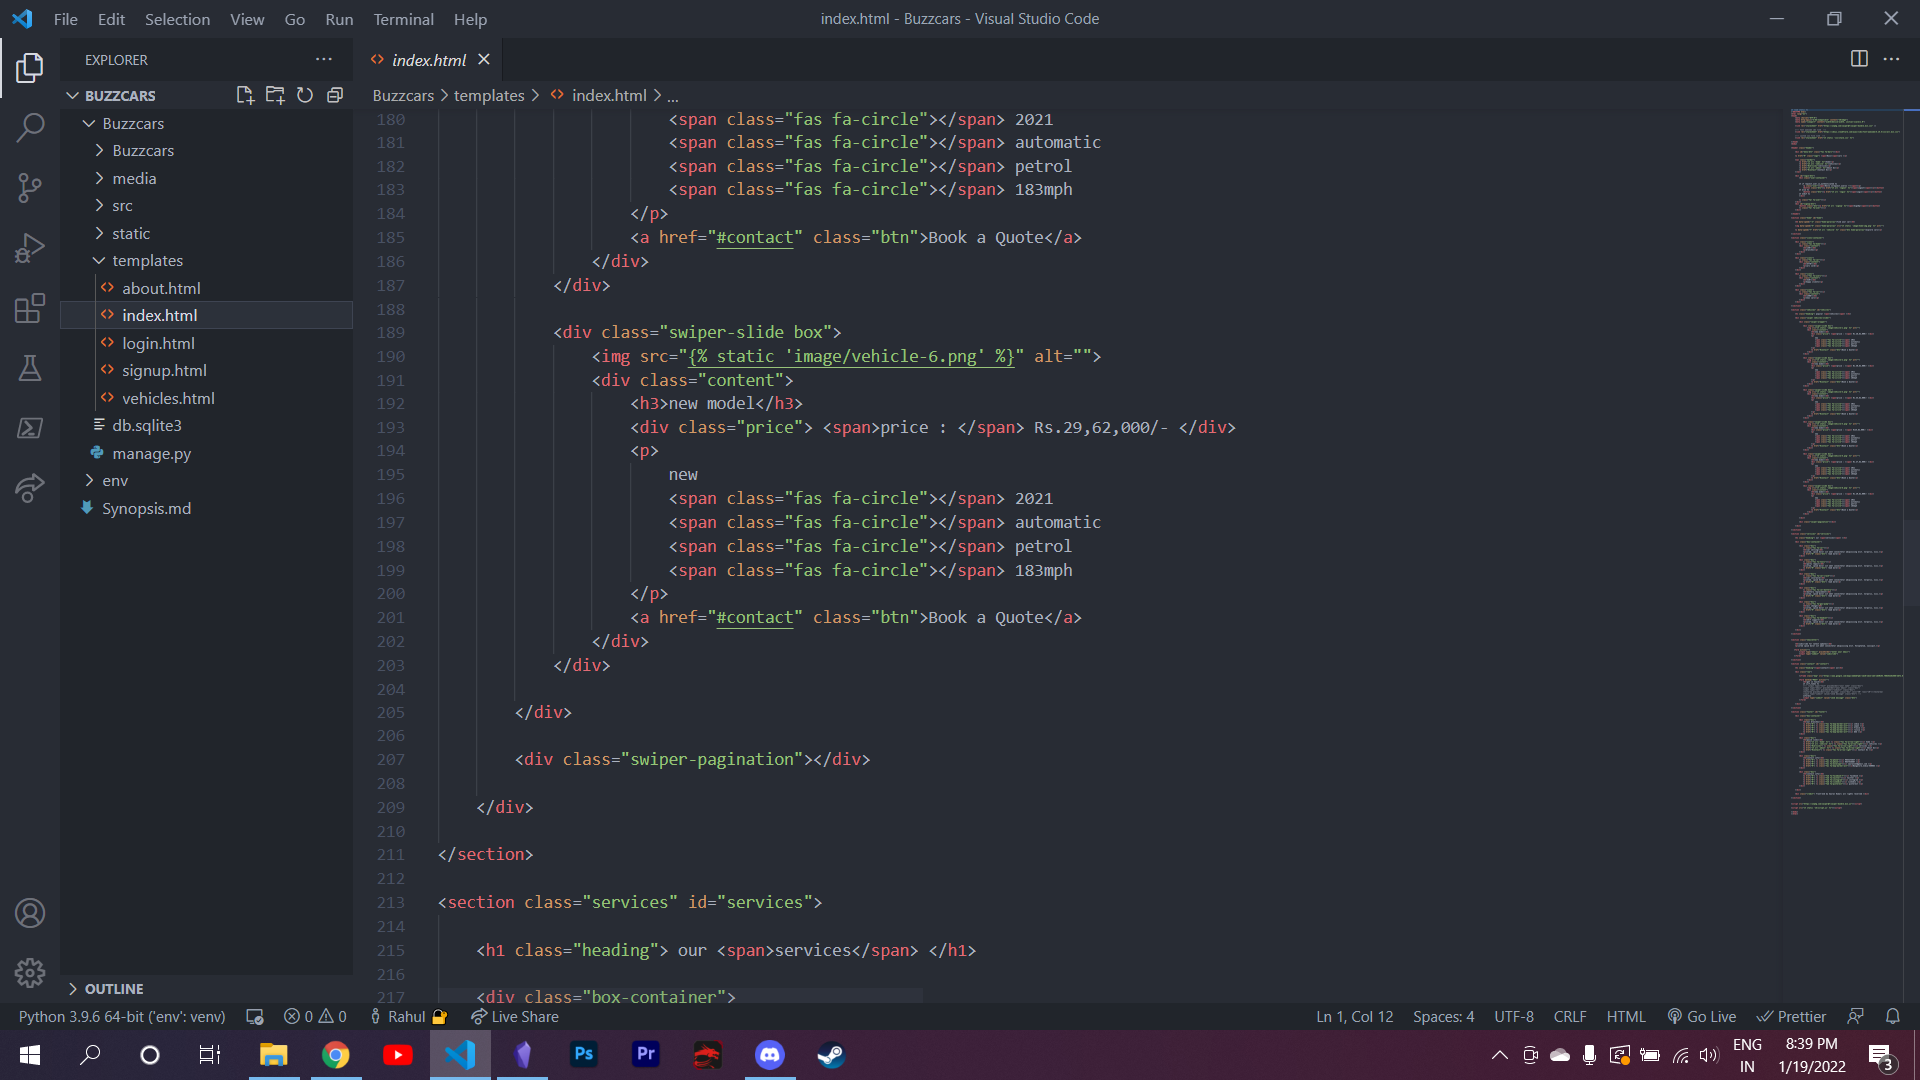 File Edit Selection View Go Run Terminal Help
index.html - Buzzcars - Visual Studio Code
EXPLORER
BUZZCARS
Buzzcars
Buzzcars
media
src
static
templates
about.html
index.html
login.html
signup.html
vehicles.html
db.sqlite3
manage.py
env
Synopsis.md
OUTLINE
index.html
Buzzcars > templates > index.html > ...
180 <span class="fas fa-circle"></span> 2021
181 <span class="fas fa-circle"></span> automatic
182 <span class="fas fa-circle"></span> petrol
183 <span class="fas fa-circle"></span> 183mph
184 </p>
185 <a href="#contact" class="btn">Book a Quote</a>
186 </div>
187 </div>
188
189 <div class="swiper-slide box">
190 <img src="{% static 'image/vehicle-6.png' %}" alt="">
191 <div class="content">
192 <h3>new model</h3>
193 <div class="price"> <span>price : </span> Rs.29,62,000/- </div>
194 <p>
195 new
196 <span class="fas fa-circle"></span> 2021
197 <span class="fas fa-circle"></span> automatic
198 <span class="fas fa-circle"></span> petrol
199 <span class="fas fa-circle"></span> 183mph
200 </p>
201 <a href="#contact" class="btn">Book a Quote</a>
202 </div>
203 </div>
204
205 </div>
206
207 <div class="swiper-pagination"></div>
208
209 </div>
210
211 </section>
212
213 <section class="services" id="services">
214
215 <h1 class="heading"> our <span>services</span> </h1>
216
217 <div class="box-container">
Python 3.9.6 64-bit ('env': venv) 0 0 Rahul Live Share Ln 1, Col 12 Spaces: 4 UTF-8 CRLF HTML Go Live Prettier
Ps Pr
ENG
IN
8:39 PM
1/19/2022
3